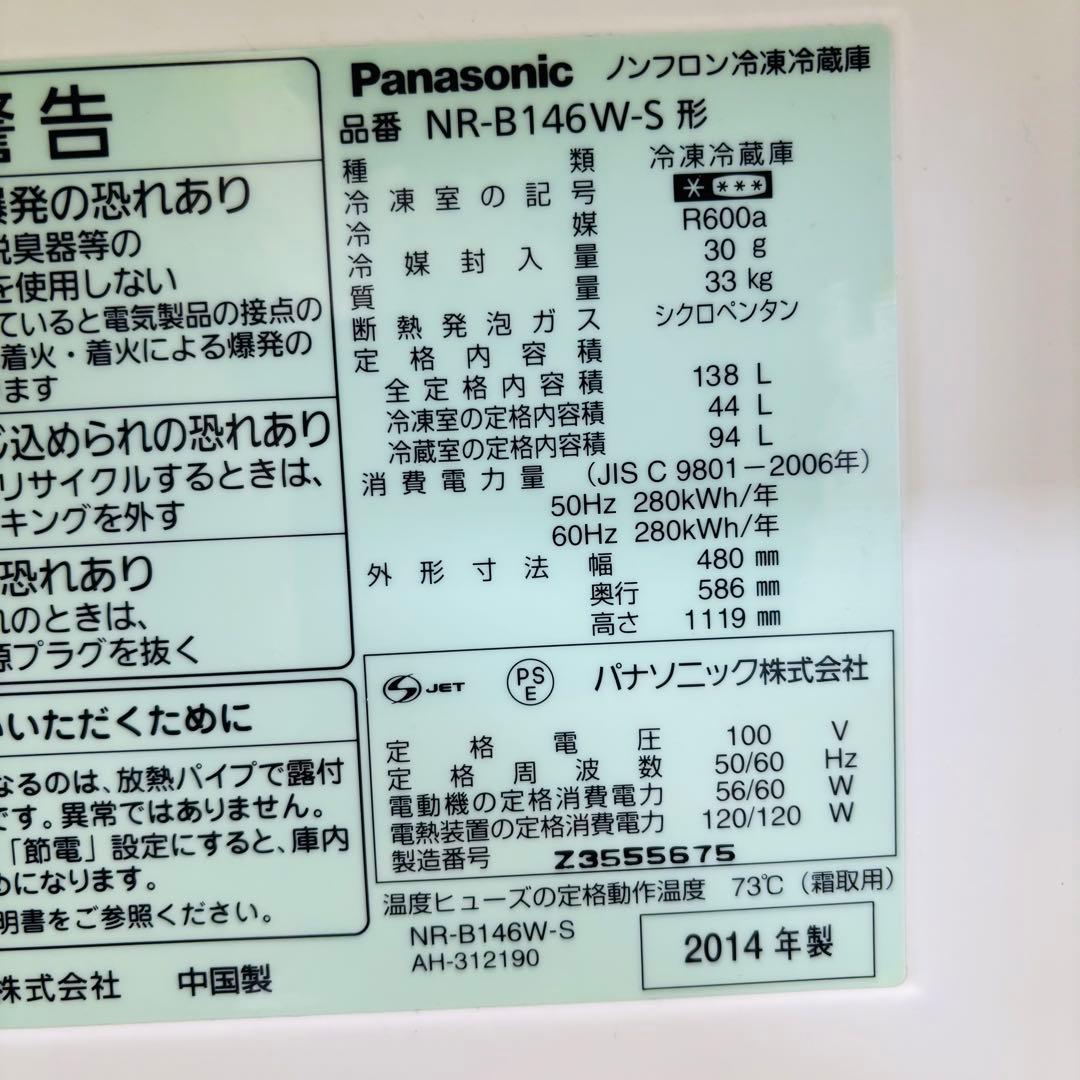 警告
爆発の恐れあり
脱臭器等の
を使用しない
ていると電気製品の接点の
着火・着火による爆発の
ります
じ込められの恐れあり
リサイクルするときは、
キングを外す
恐れあり
れのときは、
源プラグを抜く
いただくために
なるのは、放熱パイプで露付
です。異常ではありません。
「節電」設定にすると、庫内
めになります。
明書をご参照ください。
株式会社 中国製
Panasonic ノンフロン冷凍冷蔵庫
品番 NR-B146W-S 形
種類 冷凍冷蔵庫
冷凍室の記号 * ***
冷媒 R600a
冷媒封入量 30 g
質量 33 kg
断熱発泡ガス シクロペンタン
定格内容積
全定格内容積 138 L
冷凍室の定格内容積 44 L
冷蔵室の定格内容積 94 L
消費電力量 (JIS C 9801-2006年)
50Hz 280kWh/年
60Hz 280kWh/年
外形寸法 幅 480 mm
奥行 586 mm
高さ 1119 mm
JET PSE パナソニック株式会社
定格電圧 100 V
定格周波数 50/60 Hz
電動機の定格消費電力 56/60 W
電熱装置の定格消費電力 120/120 W
製造番号 Z3555675
温度ヒューズの定格動作温度 73℃ (霜取用)
NR-B146W-S
AH-312190
2014 年製